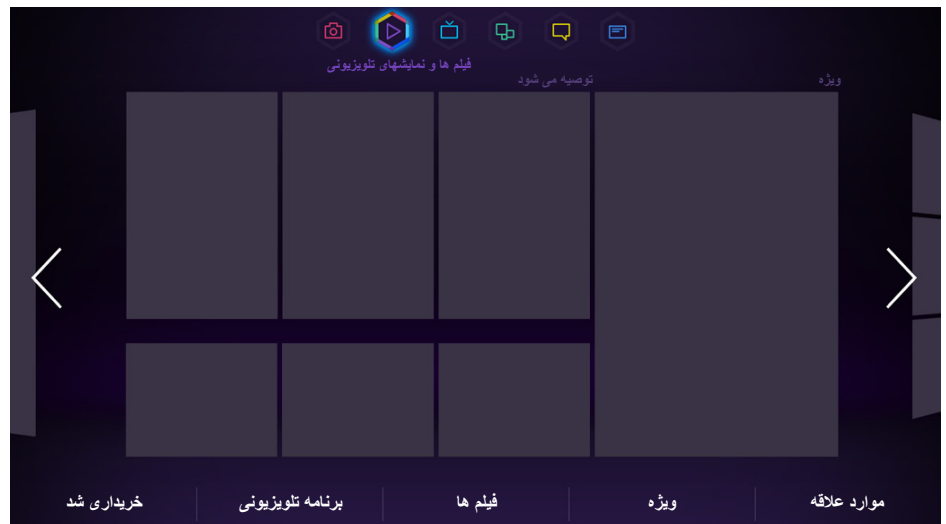 فیلم ها و نمایشهای تلویزیونی
ویژه
توصیه می شود
موارد علاقه
ویژه
فیلم ها
برنامه تلویزیونی
خریداری شد